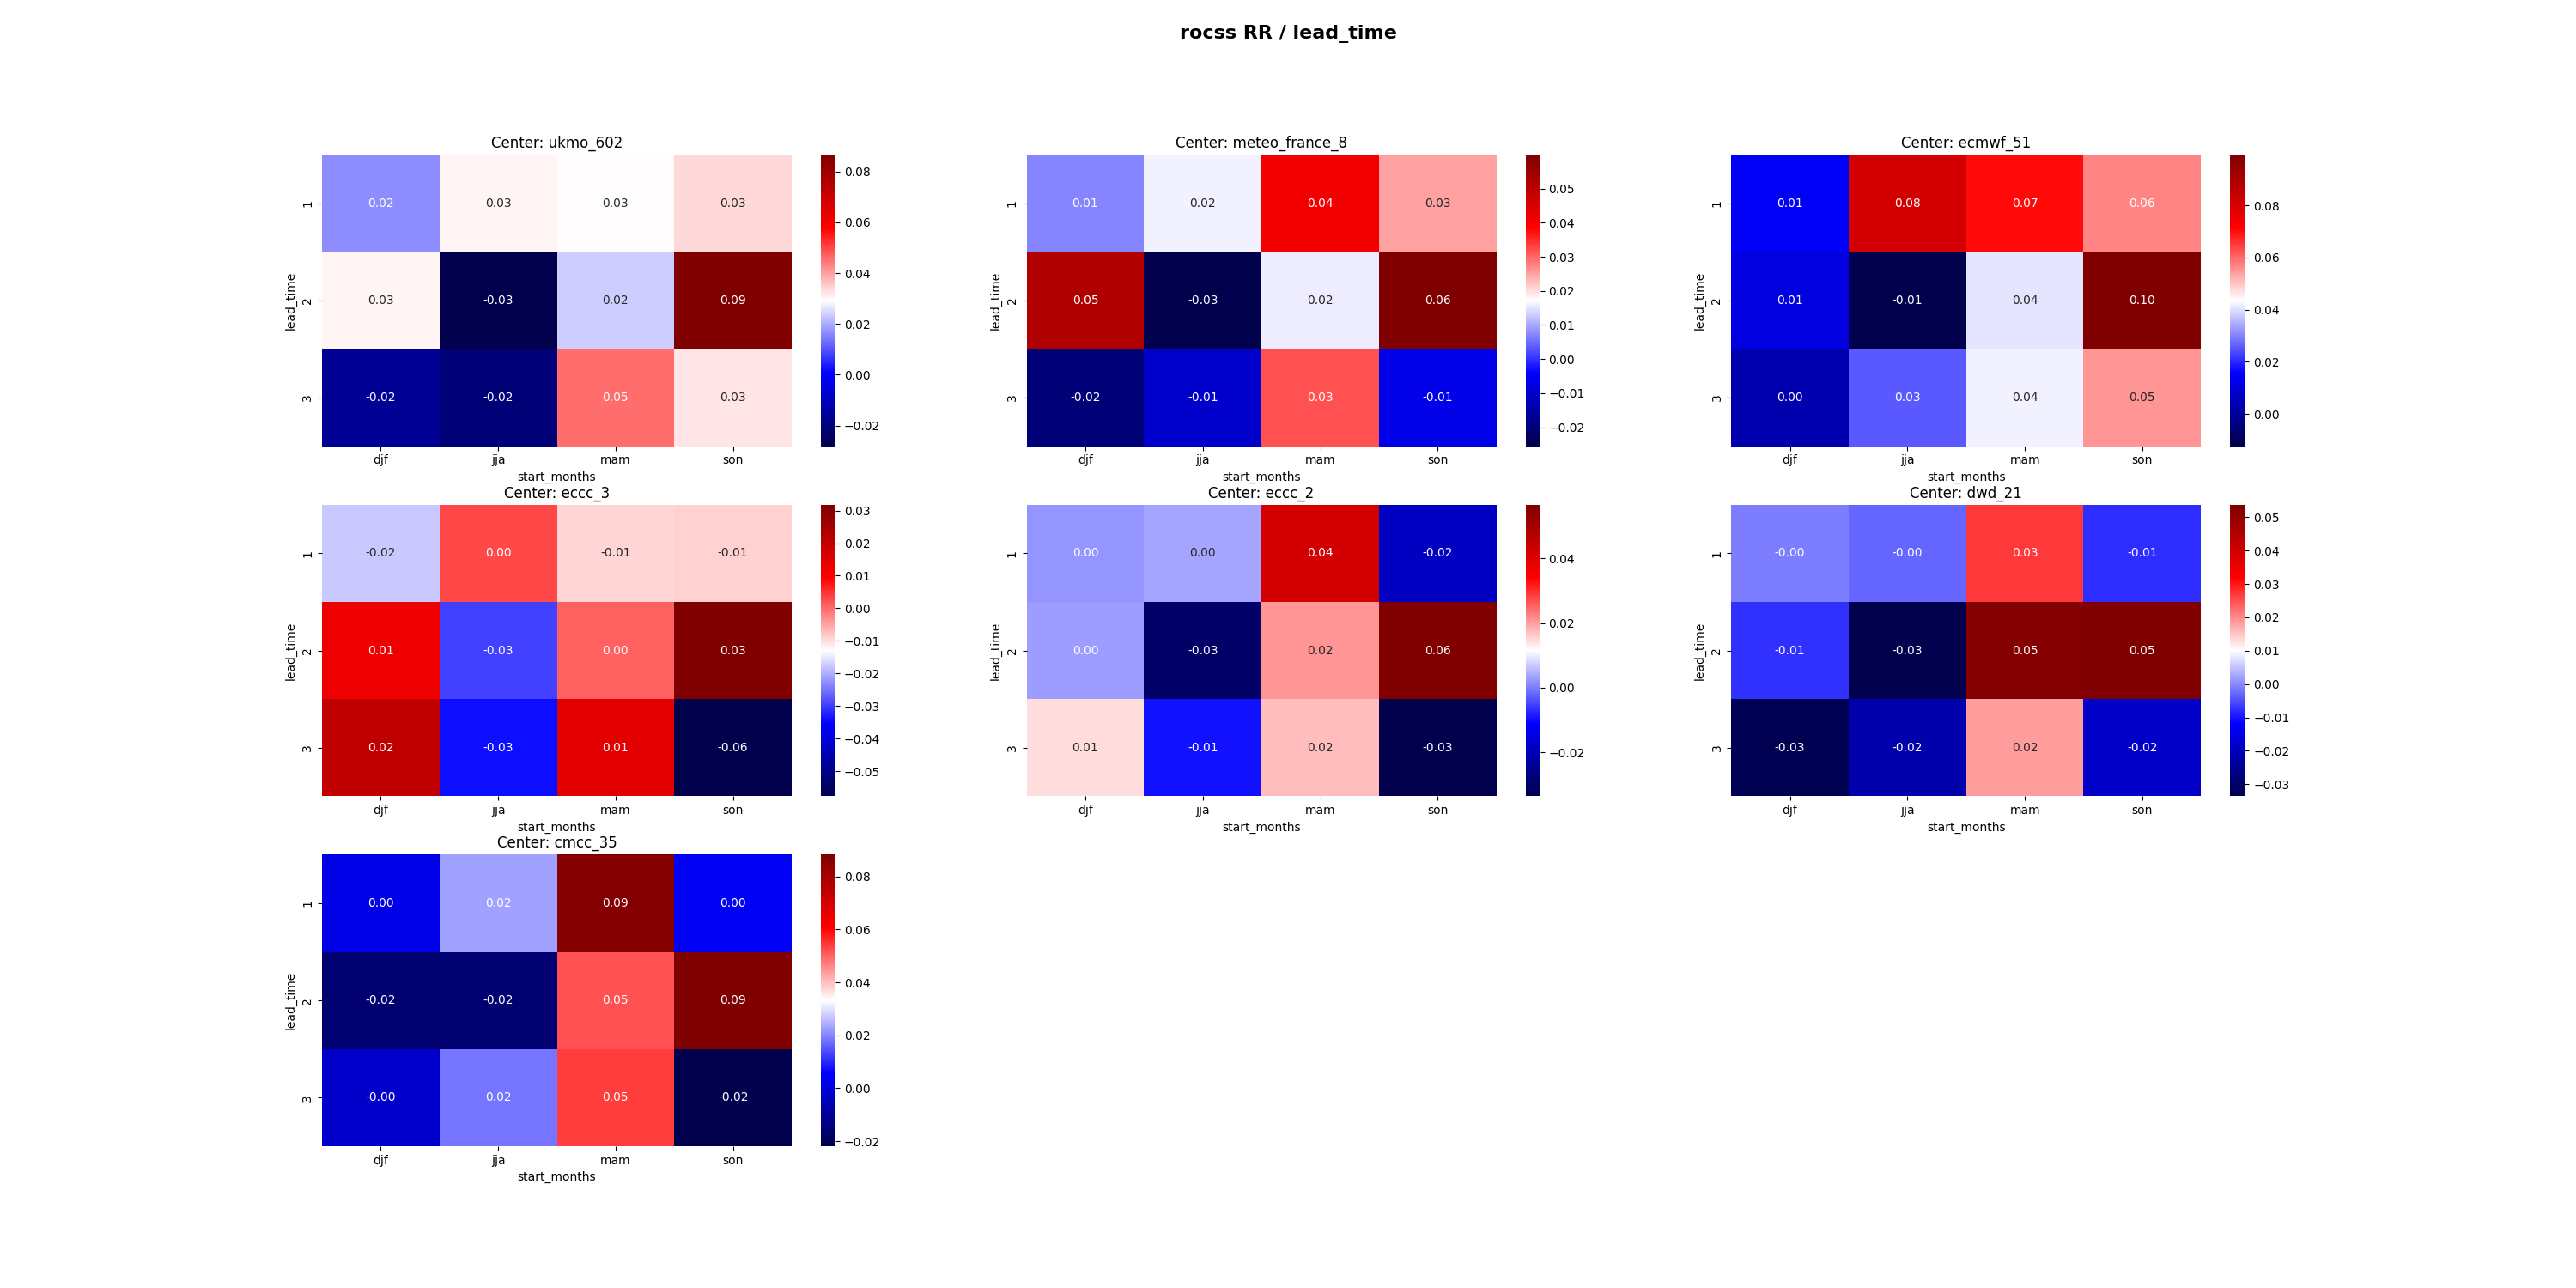 rocss RR / lead_time
Center: ukmo_602
lead_time
1 0.02 0.03 0.03 0.03
2 0.03 -0.03 0.02 0.09
3 -0.02 -0.02 0.05 0.03
djf jja mam son
start_months
0.08
0.06
0.04
0.02
0.00
−0.02
Center: meteo_france_8
lead_time
1 0.01 0.02 0.04 0.03
2 0.05 -0.03 0.02 0.06
3 -0.02 -0.01 0.03 -0.01
djf jja mam son
start_months
0.05
0.04
0.03
0.02
0.01
0.00
−0.01
−0.02
Center: ecmwf_51
lead_time
1 0.01 0.08 0.07 0.06
2 0.01 -0.01 0.04 0.10
3 0.00 0.03 0.04 0.05
djf jja mam son
start_months
0.08
0.06
0.04
0.02
0.00
Center: eccc_3
lead_time
1 -0.02 0.00 -0.01 -0.01
2 0.01 -0.03 0.00 0.03
3 0.02 -0.03 0.01 -0.06
djf jja mam son
start_months
0.03
0.02
0.01
0.00
−0.01
−0.02
−0.03
−0.04
−0.05
Center: eccc_2
lead_time
1 0.00 0.00 0.04 -0.02
2 0.00 -0.03 0.02 0.06
3 0.01 -0.01 0.02 -0.03
djf jja mam son
start_months
0.04
0.02
0.00
−0.02
Center: dwd_21
lead_time
1 -0.00 -0.00 0.03 -0.01
2 -0.01 -0.03 0.05 0.05
3 -0.03 -0.02 0.02 -0.02
djf jja mam son
start_months
0.05
0.04
0.03
0.02
0.01
0.00
−0.01
−0.02
−0.03
Center: cmcc_35
lead_time
1 0.00 0.02 0.09 0.00
2 -0.02 -0.02 0.05 0.09
3 -0.00 0.02 0.05 -0.02
djf jja mam son
start_months
0.08
0.06
0.04
0.02
0.00
−0.02